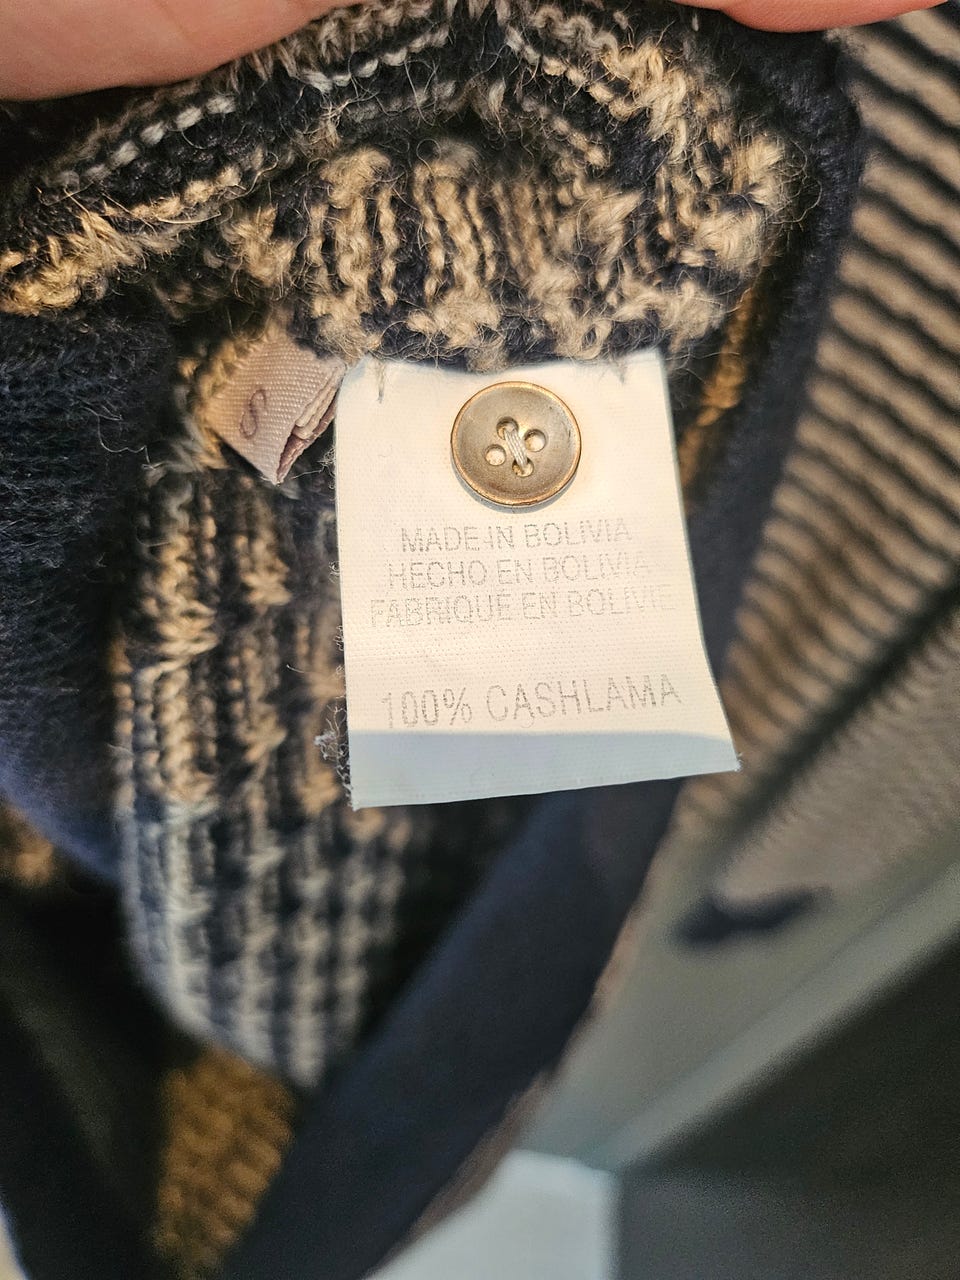 S
MADE IN BOLIVIA
HECHO EN BOLIVIA
FABRIQUE EN BOLIVIE
100% CASHLAMA